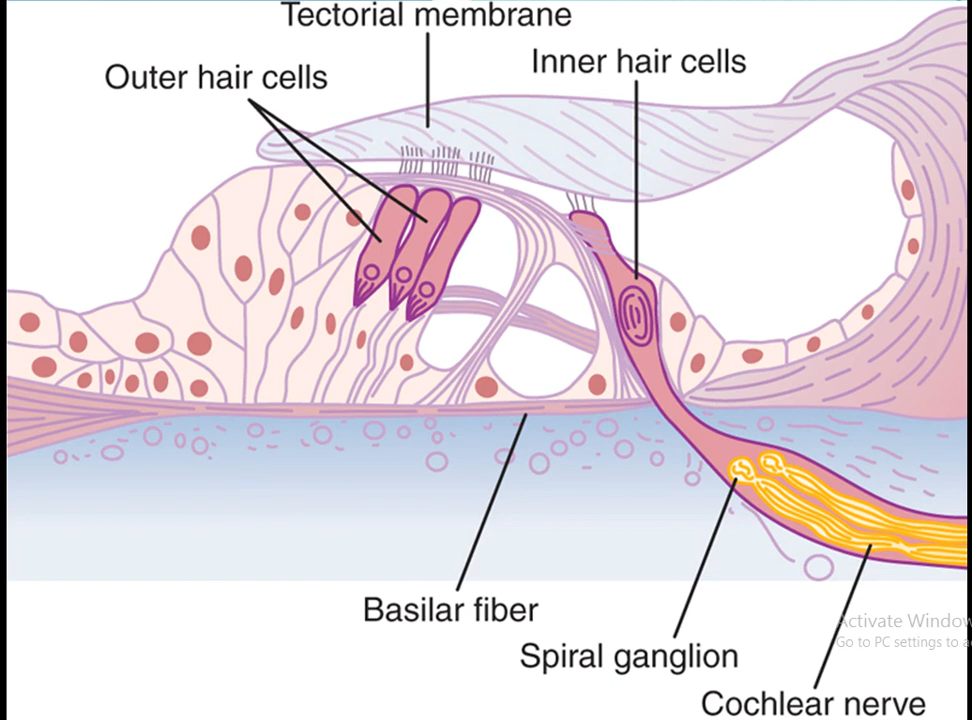 Tectorial membrane
Outer hair cells
Inner hair cells
Basilar fiber
Spiral ganglion
Cochlear nerve
Activate Window
Go to PC settings to a